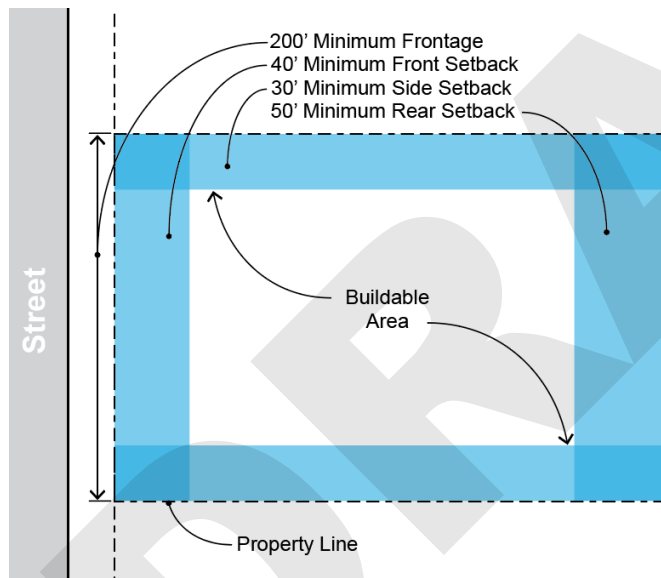 200’ Minimum Frontage
40’ Minimum Front Setback
30’ Minimum Side Setback
50’ Minimum Rear Setback
Street
Buildable
Area
Property Line